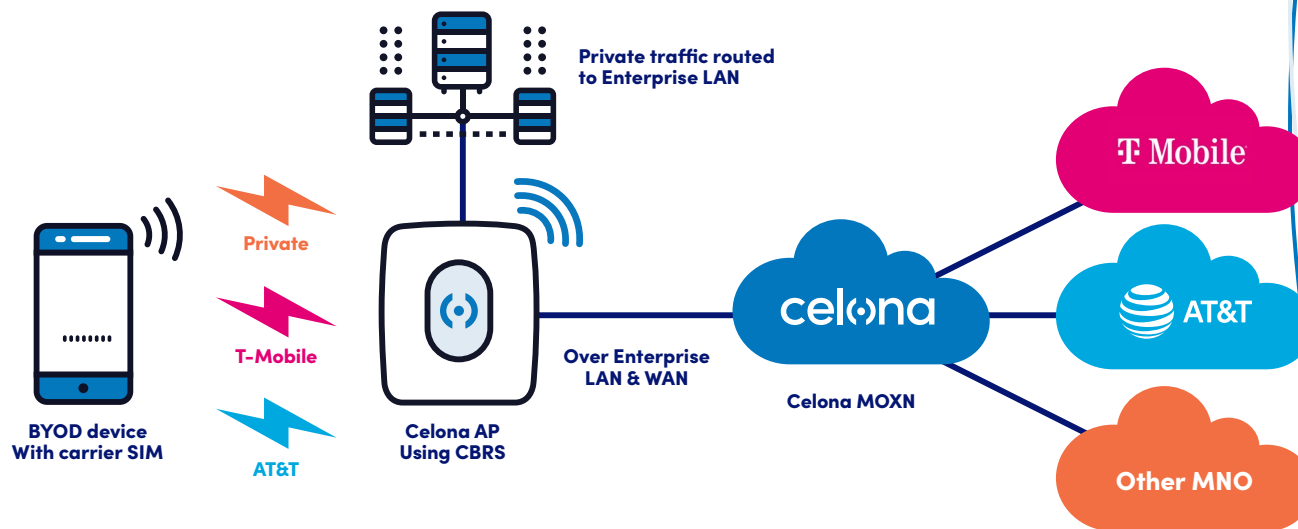 Private traffic routed
to Enterprise LAN
Private
T-Mobile
AT&T
BYOD device
With carrier SIM
Celona AP
Using CBRS
Over Enterprise
LAN & WAN
celona
Celona MOXN
T Mobile
AT&T
Other MNO